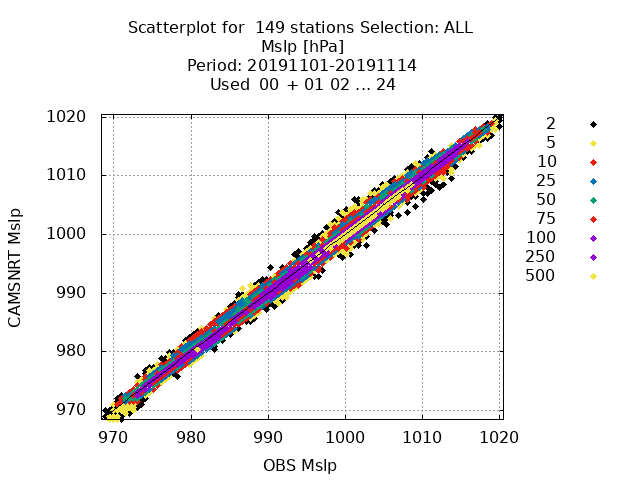 Scatterplot for  149 stations Selection: ALL
Mslp [hPa]
Period: 20191101-20191114
Used  00  + 01 02 ... 24
CAMSNRT Mslp
1020
1010
1000
990
980
970
970 980 990 1000 1010 1020
OBS Mslp
2
5
10
25
50
75
100
250
500